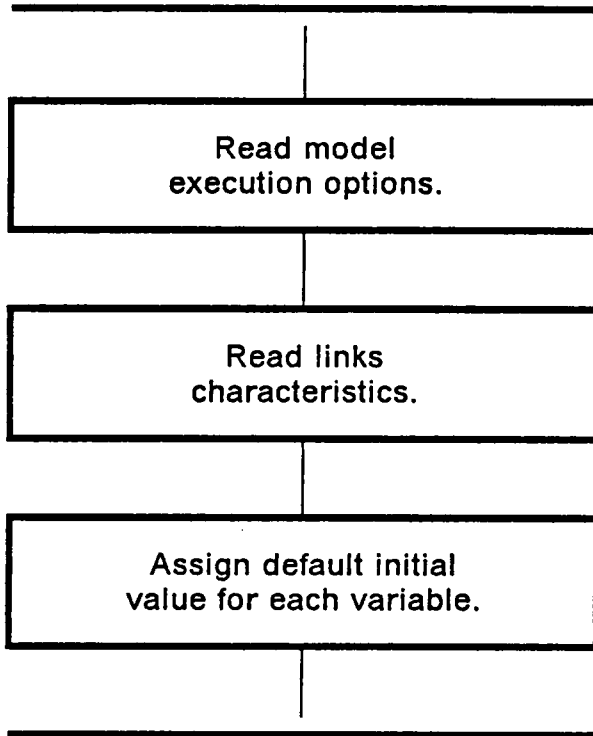 Read model
execution options.
Read links
characteristics.
Assign default initial
value for each variable.